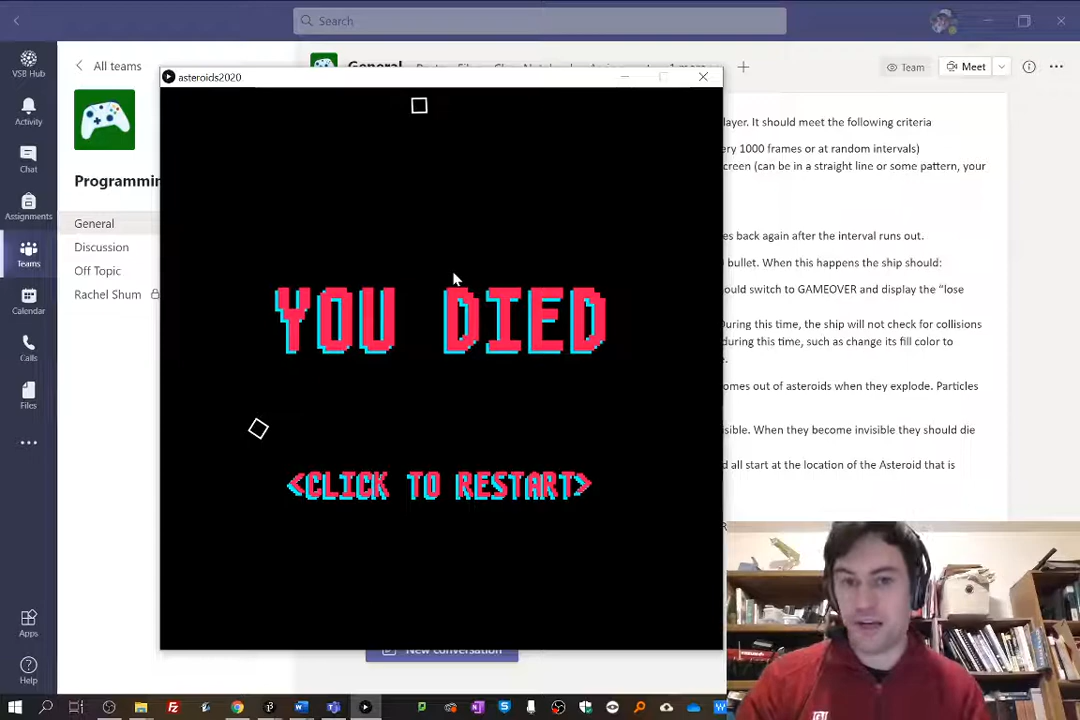 Search
VSB Hub
Activity
Chat
Assignments
Teams
Calendar
Calls
Files
Apps
Help
All teams
General
Team
Meet
asteroids2020
General
Discussion
Off Topic
Rachel Shum
YOU DIED
<CLICK TO RESTART>
layer. It should meet the following criteria
ery 1000 frames or at random intervals)
creen (can be in a straight line or some pattern, your
es back again after the interval runs out.
bullet. When this happens the ship should:
ould switch to GAMEOVER and display the "lose
During this time, the ship will not check for collisions
during this time, such as change its fill color to
omes out of asteroids when they explode. Particles
sible. When they become invisible they should die
d all start at the location of the Asteroid that is
New conversation